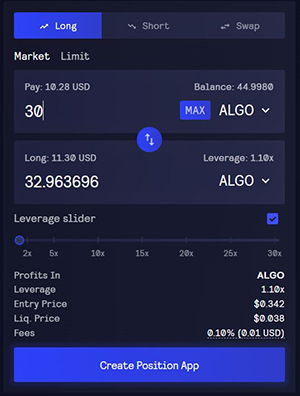 Long Short Swap
Market Limit
Pay: 10.28 USD Balance: 44.9980
30 MAX ALGO
Long: 11.30 USD Leverage: 1.10x
32.963696 ALGO
Leverage slider
2x 5x 10x 15x 20x 25x 30x
Profits In ALGO
Leverage 1.10x
Entry Price $0.342
Liq. Price $0.038
Fees 0.10% (0.01 USD)
Create Position App